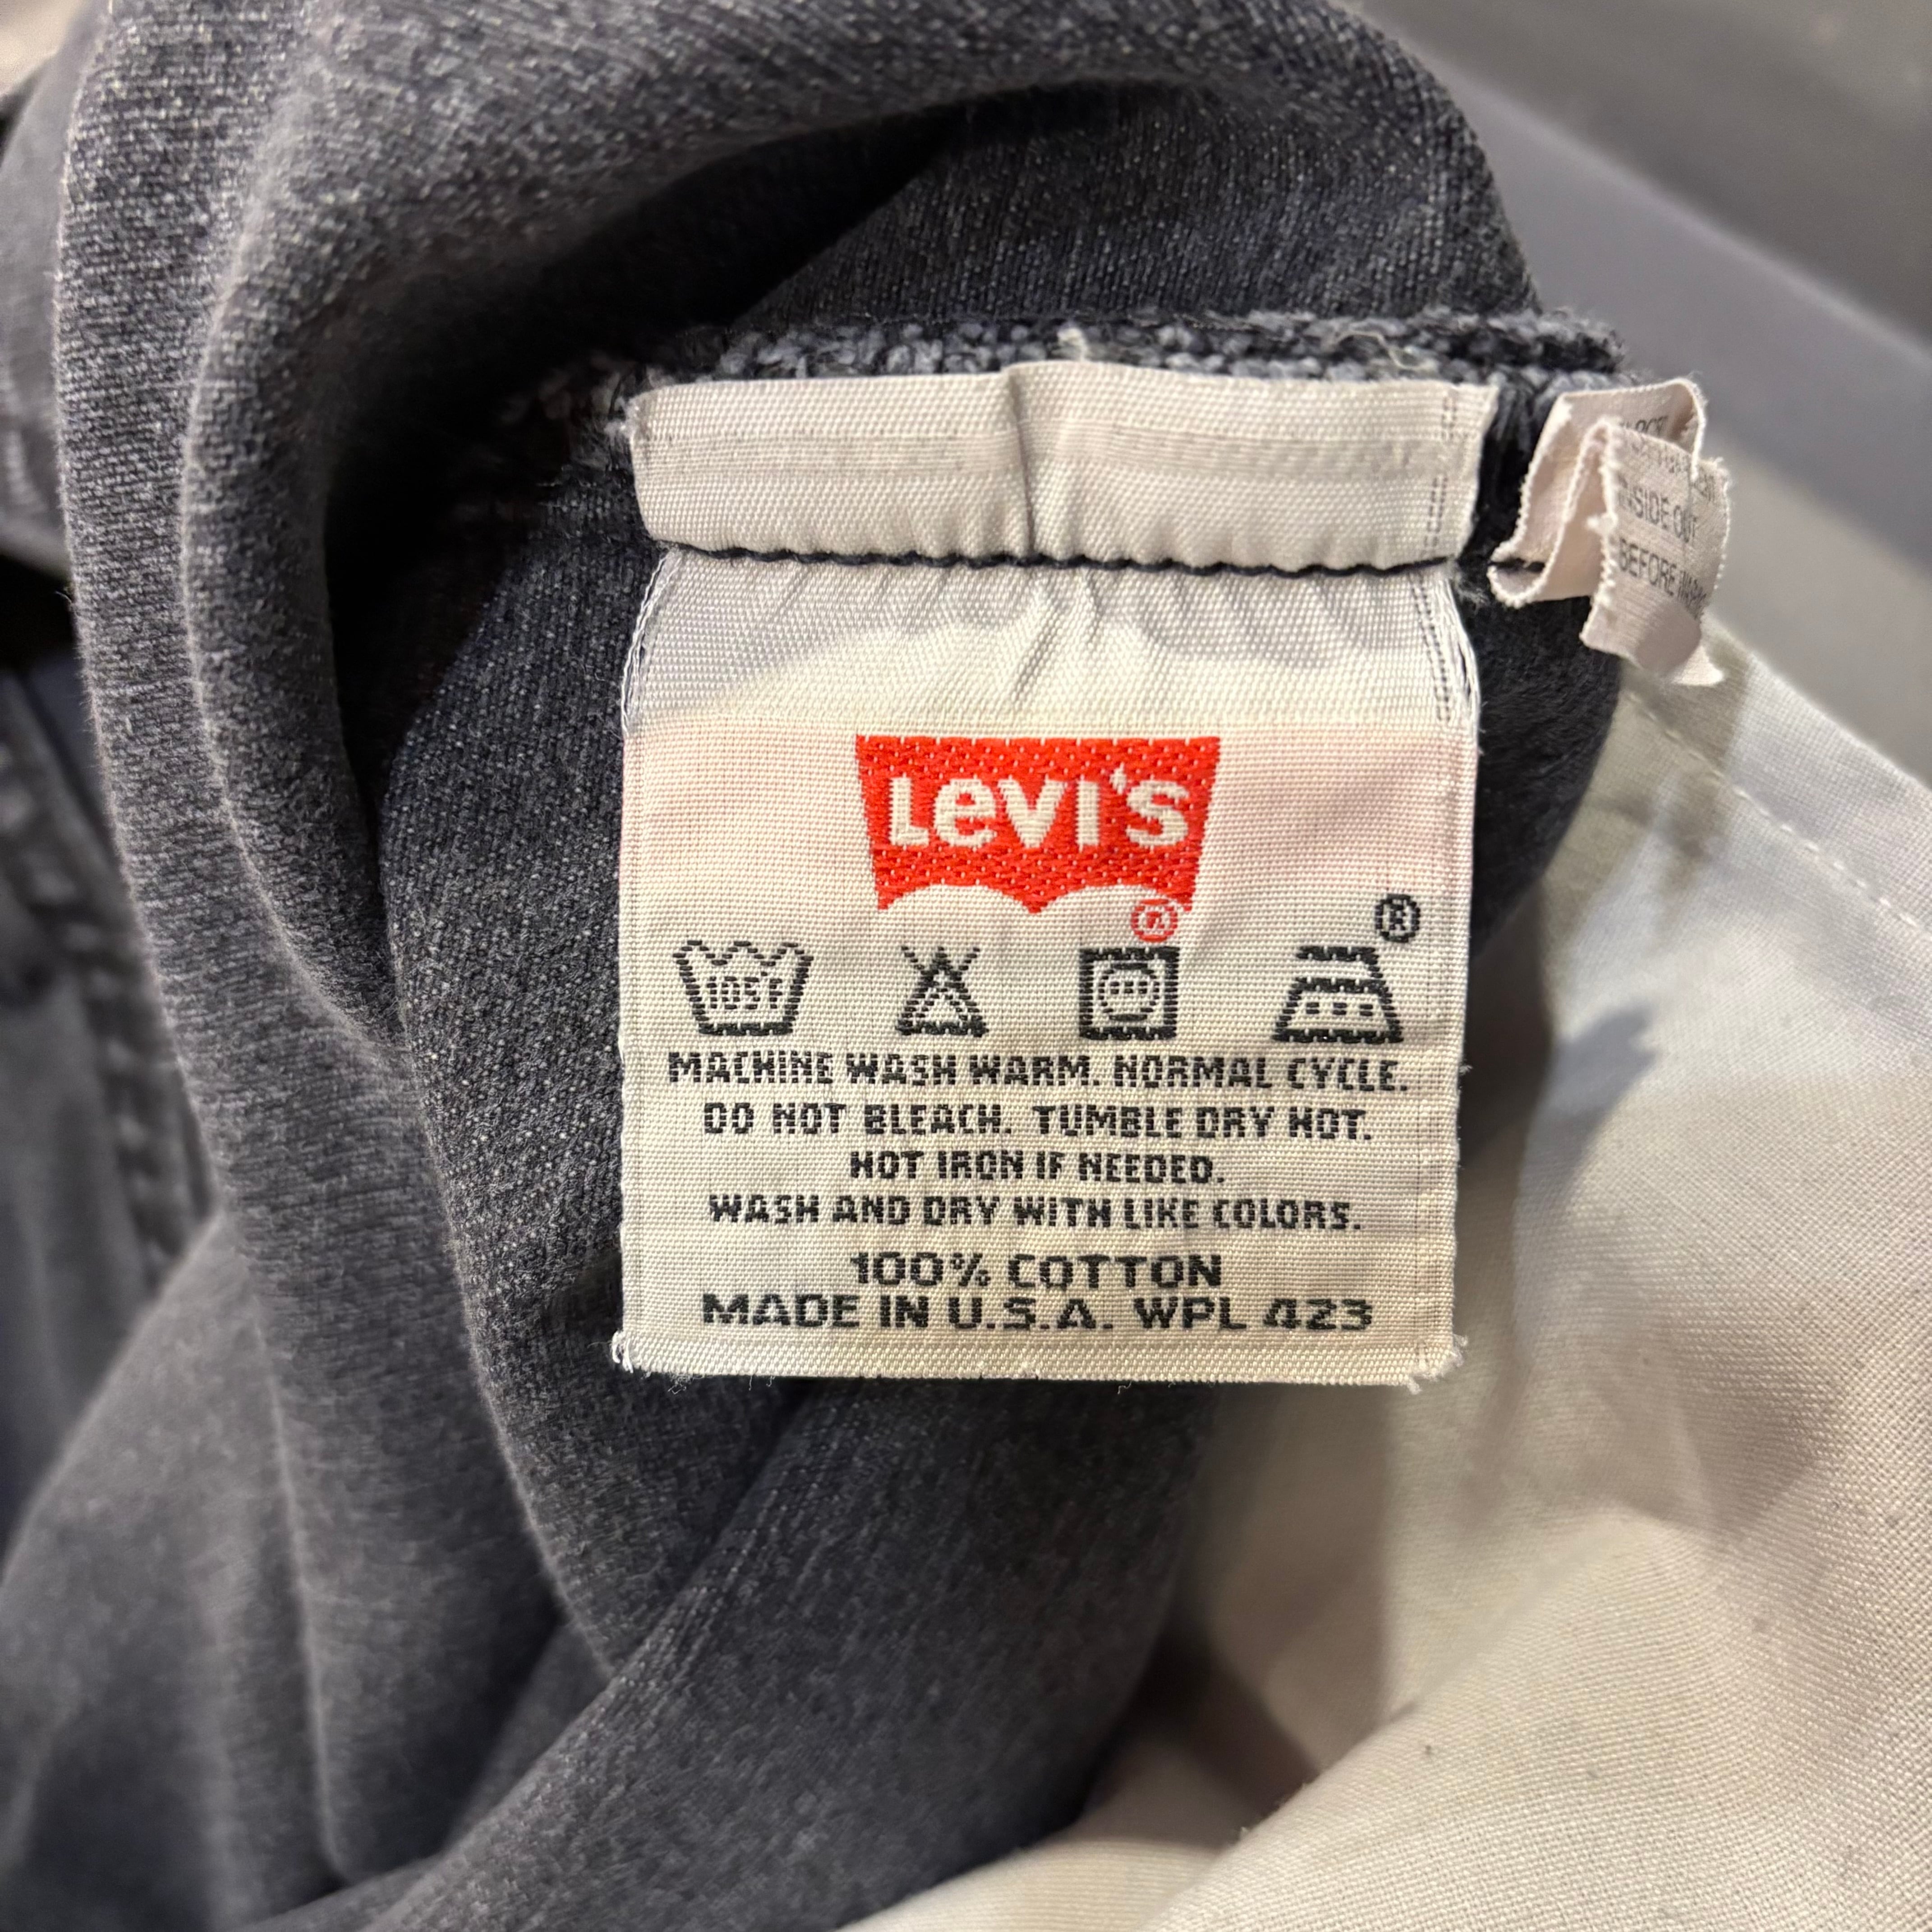 Levi's
®
®
105F
MACHINE WASH WARM. NORMAL CYCLE.
DO NOT BLEACH. TUMBLE DRY HOT.
HOT IRON IF NEEDED.
WASH AND DRY WITH LIKE COLORS.
100% COTTON
MADE IN U.S.A. WPL 423
INSIDE OUT
BEFORE